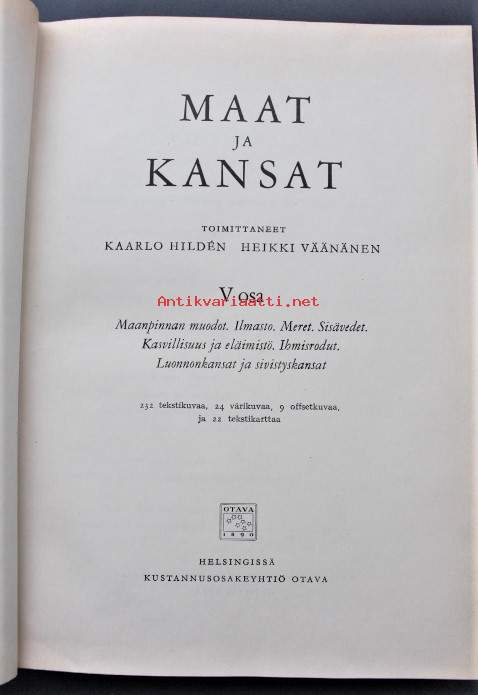 MAAT
JA
KANSAT
TOIMITTANEET
KAARLO HILDÉN HEIKKI VÄÄNÄNEN
V osa
Antikvariaatti.net
Maanpinnan muodot. Ilmasto. Meret. Sisävedet.
Kasvillisuus ja eläimistö. Ihmisrodut.
Luonnonkansat ja sivistyskansat
232 tekstikuvaa, 24 värikuvaa, 9 offsetkuvaa,
ja 22 tekstikarttaa
OTAVA
1890
HELSINGISSÄ
KUSTANNUSOSAKEYHTIÖ OTAVA